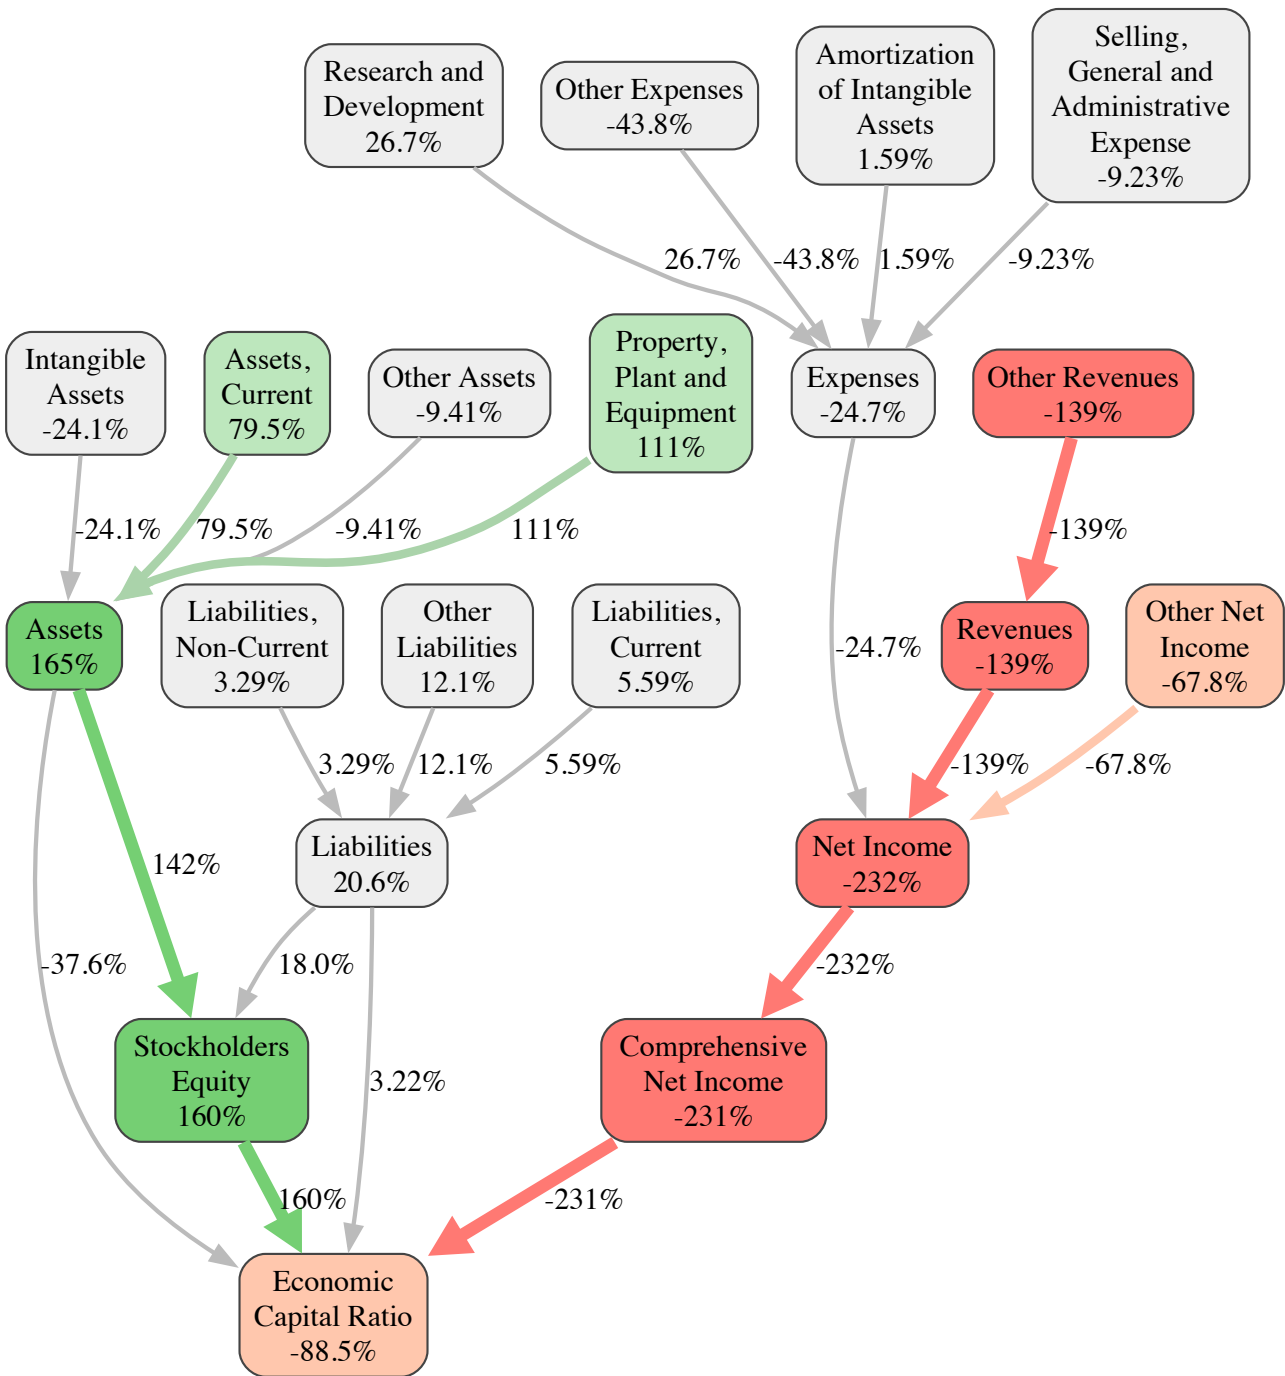 Research and
Development
26.7%
Other Expenses
-43.8%
Amortization
of Intangible
Assets
1.59%
Selling,
General and
Administrative
Expense
-9.23%
26.7%
-43.8%
1.59%
-9.23%
Intangible
Assets
-24.1%
Assets,
Current
79.5%
Other Assets
-9.41%
Property,
Plant and
Equipment
111%
Expenses
-24.7%
Other Revenues
-139%
-24.1%
79.5%
-9.41%
111%
-139%
Assets
165%
Liabilities,
Non-Current
3.29%
Other
Liabilities
12.1%
Liabilities,
Current
5.59%
-24.7%
Revenues
-139%
Other Net
Income
-67.8%
3.29%
12.1%
5.59%
-139%
-67.8%
142%
Liabilities
20.6%
Net Income
-232%
-37.6%
18.0%
-232%
Stockholders
Equity
160%
3.22%
Comprehensive
Net Income
-231%
160%
-231%
Economic
Capital Ratio
-88.5%